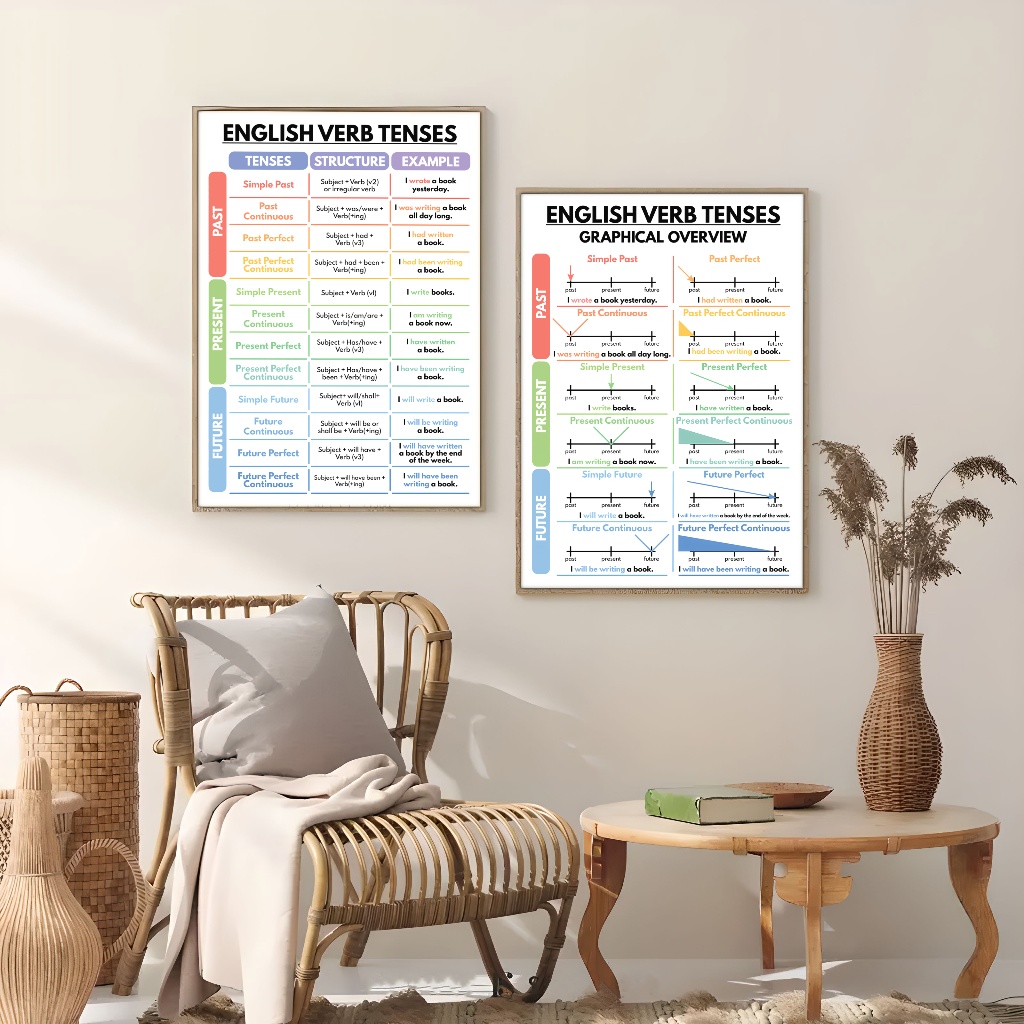 ENGLISH VERB TENSES
TENSES STRUCTURE EXAMPLE
PAST
Simple Past
Subject + Verb (v2)
or irregular verb
I wrote a book
yesterday.
Past
Continuous
Subject + was/were +
Verb(+ing)
I was writing a book
all day long.
Past Perfect
Subject + had +
Verb (v3)
I had written
a book.
Past Perfect
Continuous
Subject + had + been +
Verb(+ing)
I had been writing
a book.
PRESENT
Simple Present
Subject + Verb (v1)
I write books.
Present
Continuous
Subject + is/am/are +
Verb(+ing)
I am writing
a book now.
Present Perfect
Subject + Has/have +
Verb (v3)
I have written
a book.
Present Perfect
Continuous
Subject + Has/have +
been + Verb(+ing)
I have been writing
a book.
FUTURE
Simple Future
Subject+ will/shall+
Verb (v1)
I will write a book.
Future
Continuous
Subject + will be or
shall be + Verb(+ing)
I will be writing
a book.
Future Perfect
Subject + will have +
Verb (v3)
I will have written
a book by the end
of the week.
Future Perfect
Continuous
Subject + will have been +
Verb(+ing)
I will have been
writing a book.
ENGLISH VERB TENSES
GRAPHICAL OVERVIEW
PAST
Simple Past
past present future
I wrote a book yesterday.
Past Perfect
past present future
I had written a book.
Past Continuous
past present future
I was writing a book all day long.
Past Perfect Continuous
past present future
I had been writing a book.
PRESENT
Simple Present
past present future
I write books.
Present Perfect
past present future
I have written a book.
Present Continuous
past present future
I am writing a book now.
Present Perfect Continuous
past present future
I have been writing a book.
FUTURE
Simple Future
past present future
I will write a book.
Future Perfect
past present future
I will have written a book by the end of the week.
Future Continuous
past present future
I will be writing a book.
Future Perfect Continuous
past present future
I will have been writing a book.